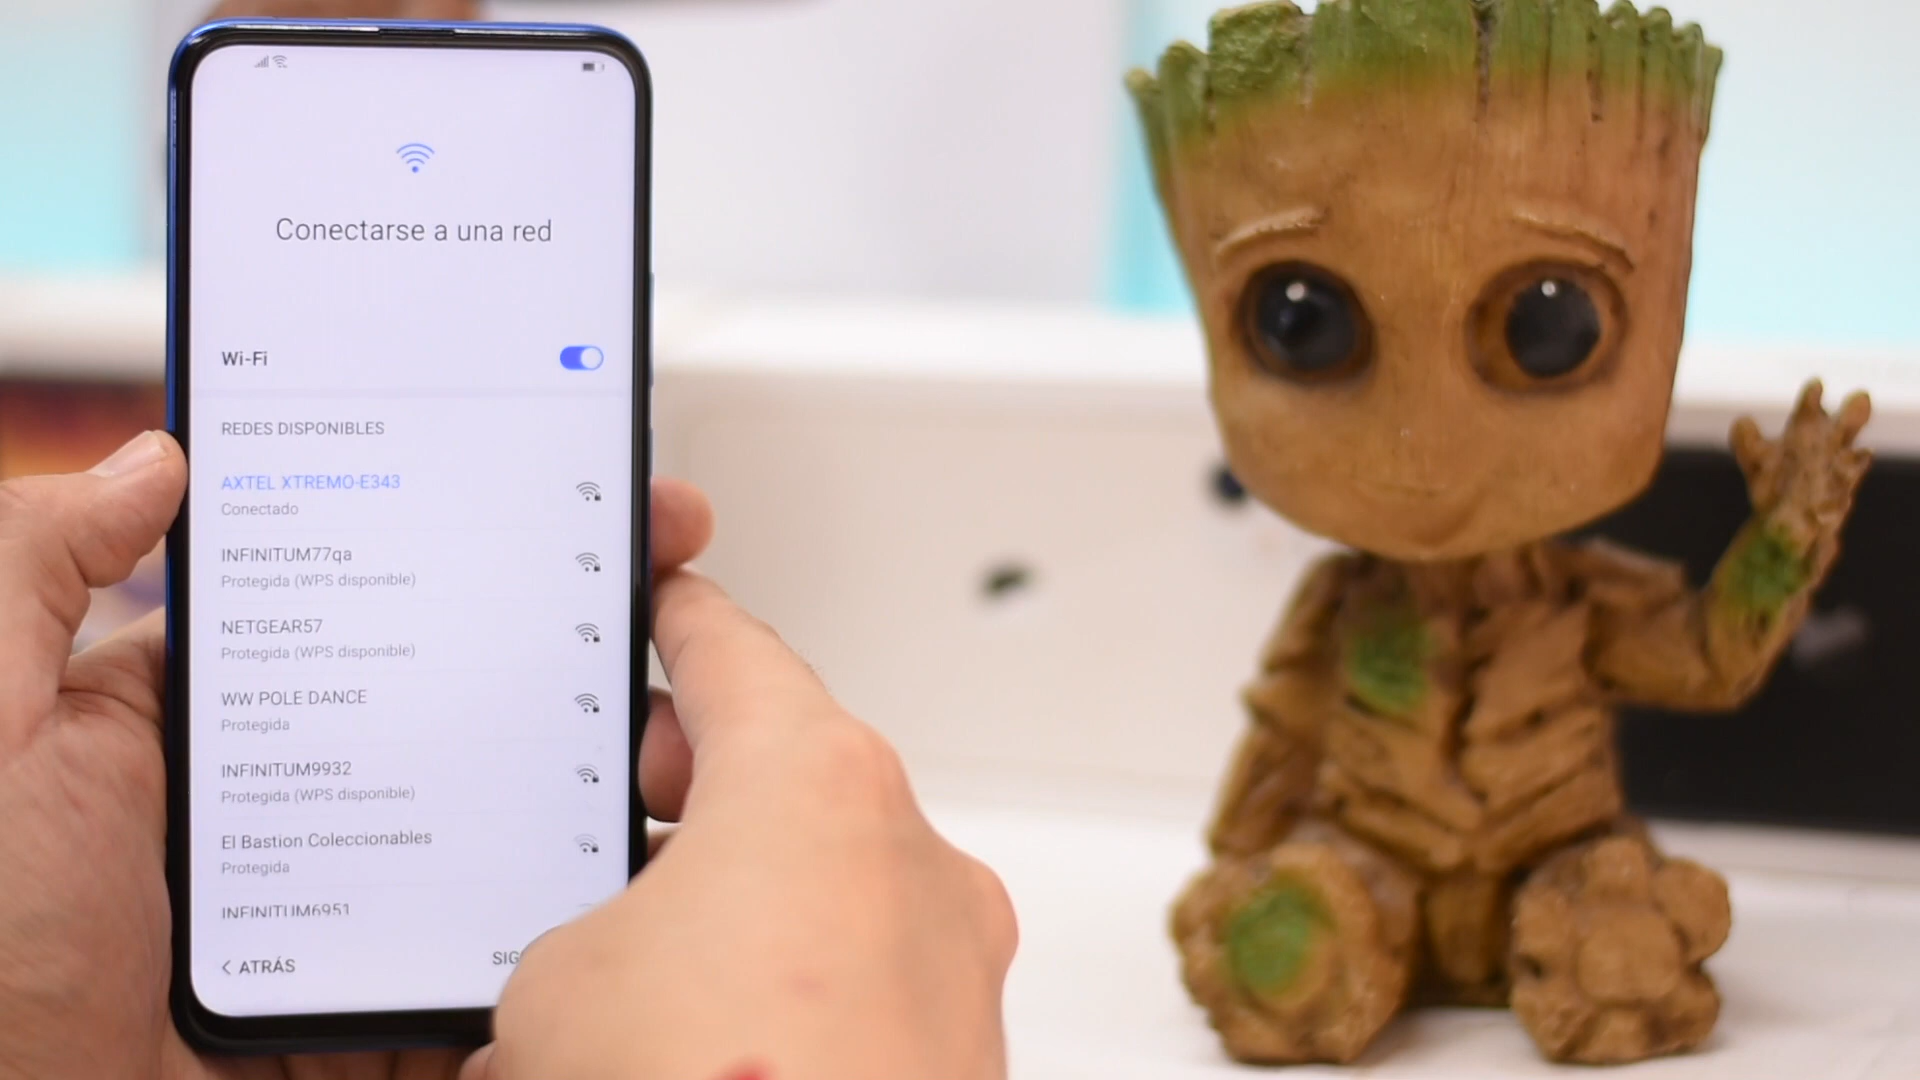 Conectarse a una red
Wi-Fi
REDES DISPONIBLES
AXTEL XTREMO-E343
Conectado
INFINITUM77qa
Protegida (WPS disponible)
NETGEAR57
Protegida (WPS disponible)
WW POLE DANCE
Protegida
INFINITUM9932
Protegida (WPS disponible)
El Bastion Coleccionables
Protegida
INFINITUM6951
< ATRÁS
SIG